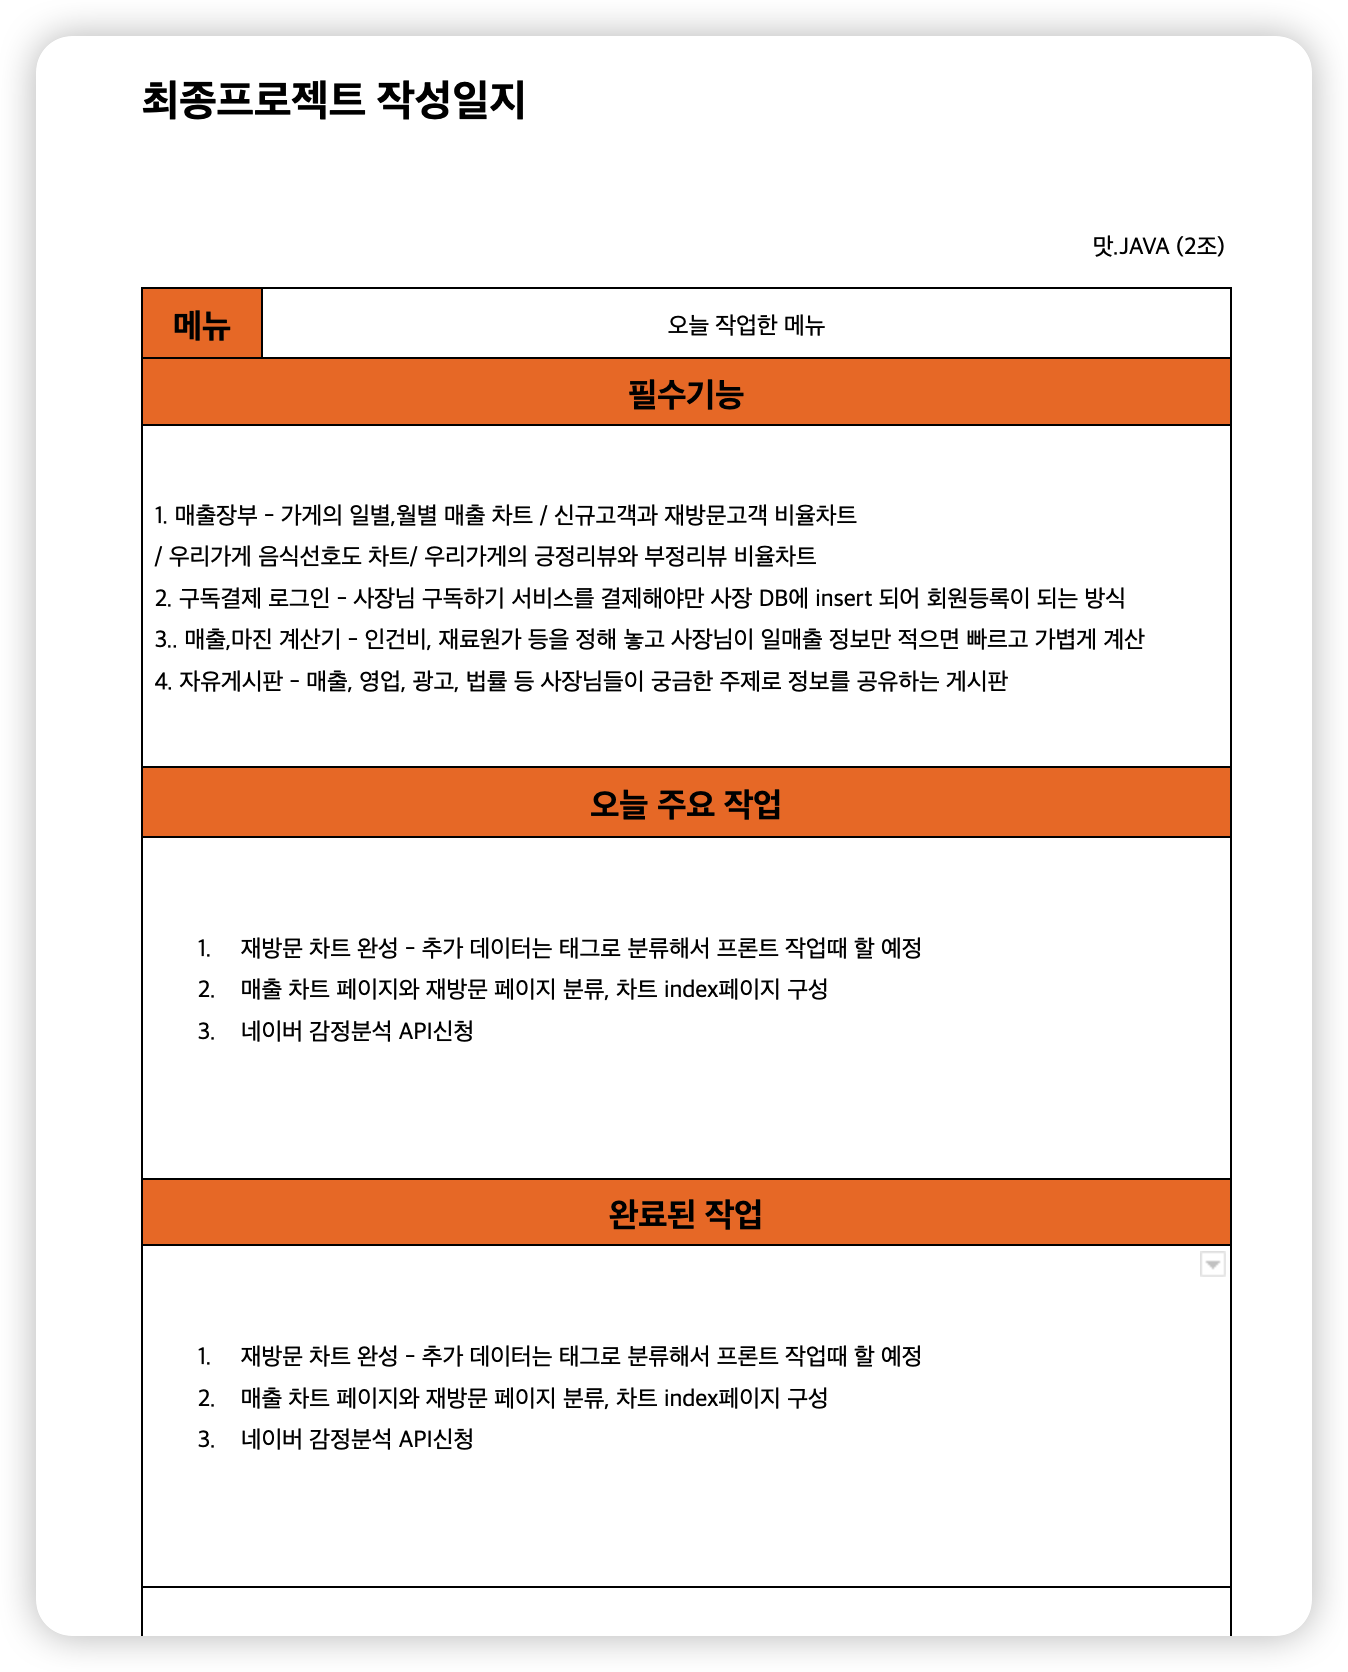 최종프로젝트 작성일지
맛.JAVA (2조)
메뉴
오늘 작업한 메뉴
필수기능
1. 매출장부 - 가게의 일별,월별 매출 차트 / 신규고객과 재방문고객 비율차트
/ 우리가게 음식선호도 차트/ 우리가게의 긍정리뷰와 부정리뷰 비율차트
2. 구독결제 로그인 - 사장님 구독하기 서비스를 결제해야만 사장 DB에 insert 되어 회원등록이 되는 방식
3.. 매출,마진 계산기 - 인건비, 재료원가 등을 정해 놓고 사장님이 일매출 정보만 적으면 빠르고 가볍게 계산
4. 자유게시판 - 매출, 영업, 광고, 법률 등 사장님들이 궁금한 주제로 정보를 공유하는 게시판
오늘 주요 작업
1. 재방문 차트 완성 - 추가 데이터는 태그로 분류해서 프론트 작업때 할 예정
2. 매출 차트 페이지와 재방문 페이지 분류, 차트 index페이지 구성
3. 네이버 감정분석 API신청
완료된 작업
1. 재방문 차트 완성 - 추가 데이터는 태그로 분류해서 프론트 작업때 할 예정
2. 매출 차트 페이지와 재방문 페이지 분류, 차트 index페이지 구성
3. 네이버 감정분석 API신청